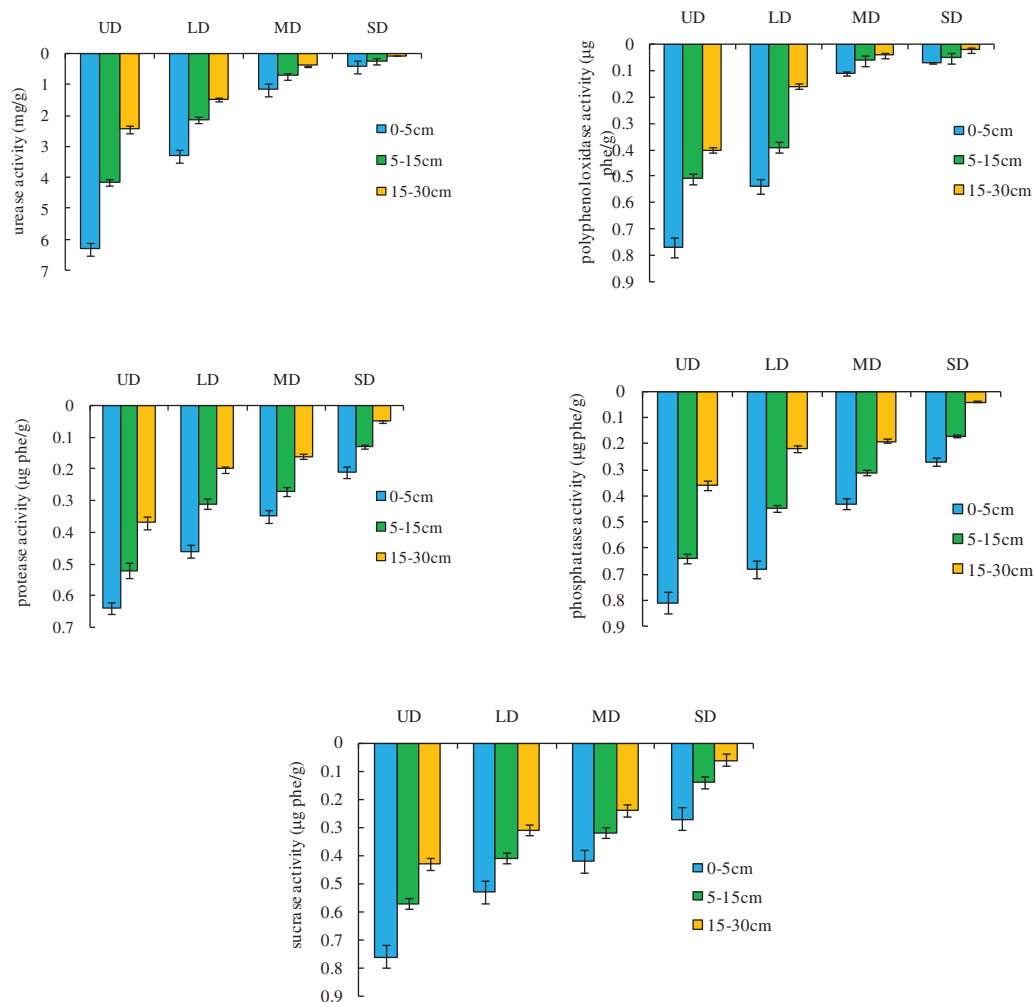 UD LD MD SD
0
1
2
3
4
5
6
7
urease activity (mg/g)
0-5cm
5-15cm
15-30cm
UD LD MD SD
0
0.1
0.2
0.3
0.4
0.5
0.6
0.7
0.8
0.9
polyphenol oxidase activity (μg
phe/g)
0-5cm
5-15cm
15-30cm
UD LD MD SD
0
0.1
0.2
0.3
0.4
0.5
0.6
0.7
protease activity (μg phe/g)
0-5cm
5-15cm
15-30cm
UD LD MD SD
0
0.1
0.2
0.3
0.4
0.5
0.6
0.7
0.8
0.9
phosphatase activity (μg phe/g)
0-5cm
5-15cm
15-30cm
UD LD MD SD
0
0.1
0.2
0.3
0.4
0.5
0.6
0.7
0.8
0.9
sucrase activity (μg phe/g)
0-5cm
5-15cm
15-30cm